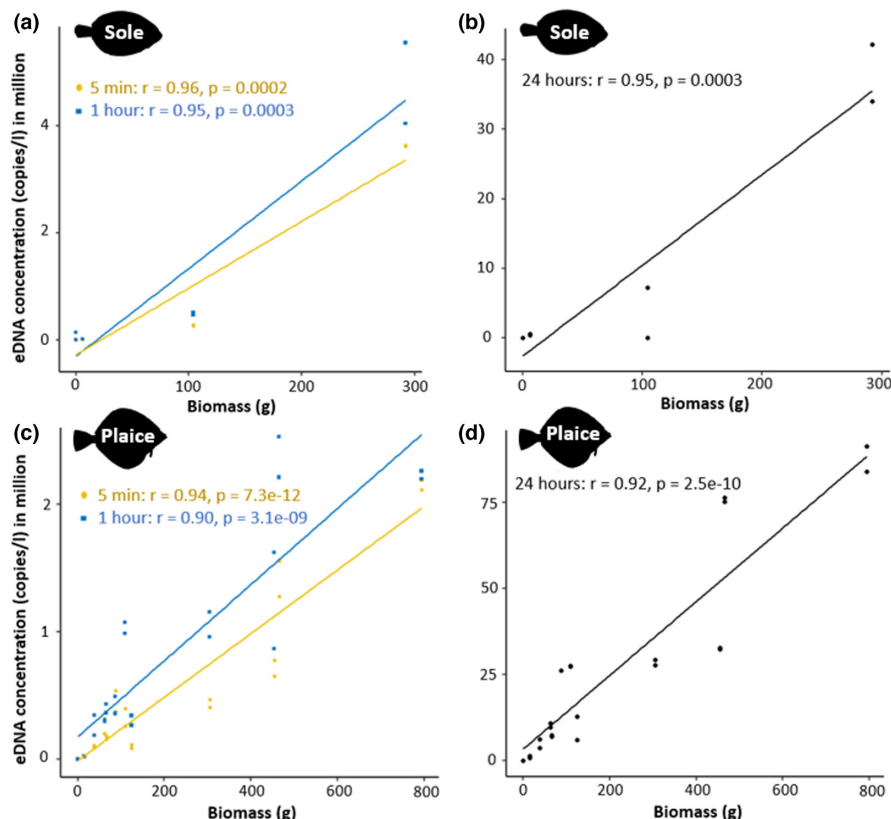 (a)
Sole
5 min: r = 0.96, p = 0.0002
1 hour: r = 0.95, p = 0.0003
eDNA concentration (copies/l) in million
4
2
0
0 100 200 300
Biomass (g)
(b)
Sole
24 hours: r = 0.95, p = 0.0003
40
30
20
10
0
0 100 200 300
Biomass (g)
(c)
Plaice
5 min: r = 0.94, p = 7.3e-12
1 hour: r = 0.90, p = 3.1e-09
eDNA concentration (copies/l) in million
2
1
0
0 200 400 600 800
Biomass (g)
(d)
Plaice
24 hours: r = 0.92, p = 2.5e-10
75
50
25
0
0 200 400 600 800
Biomass (g)